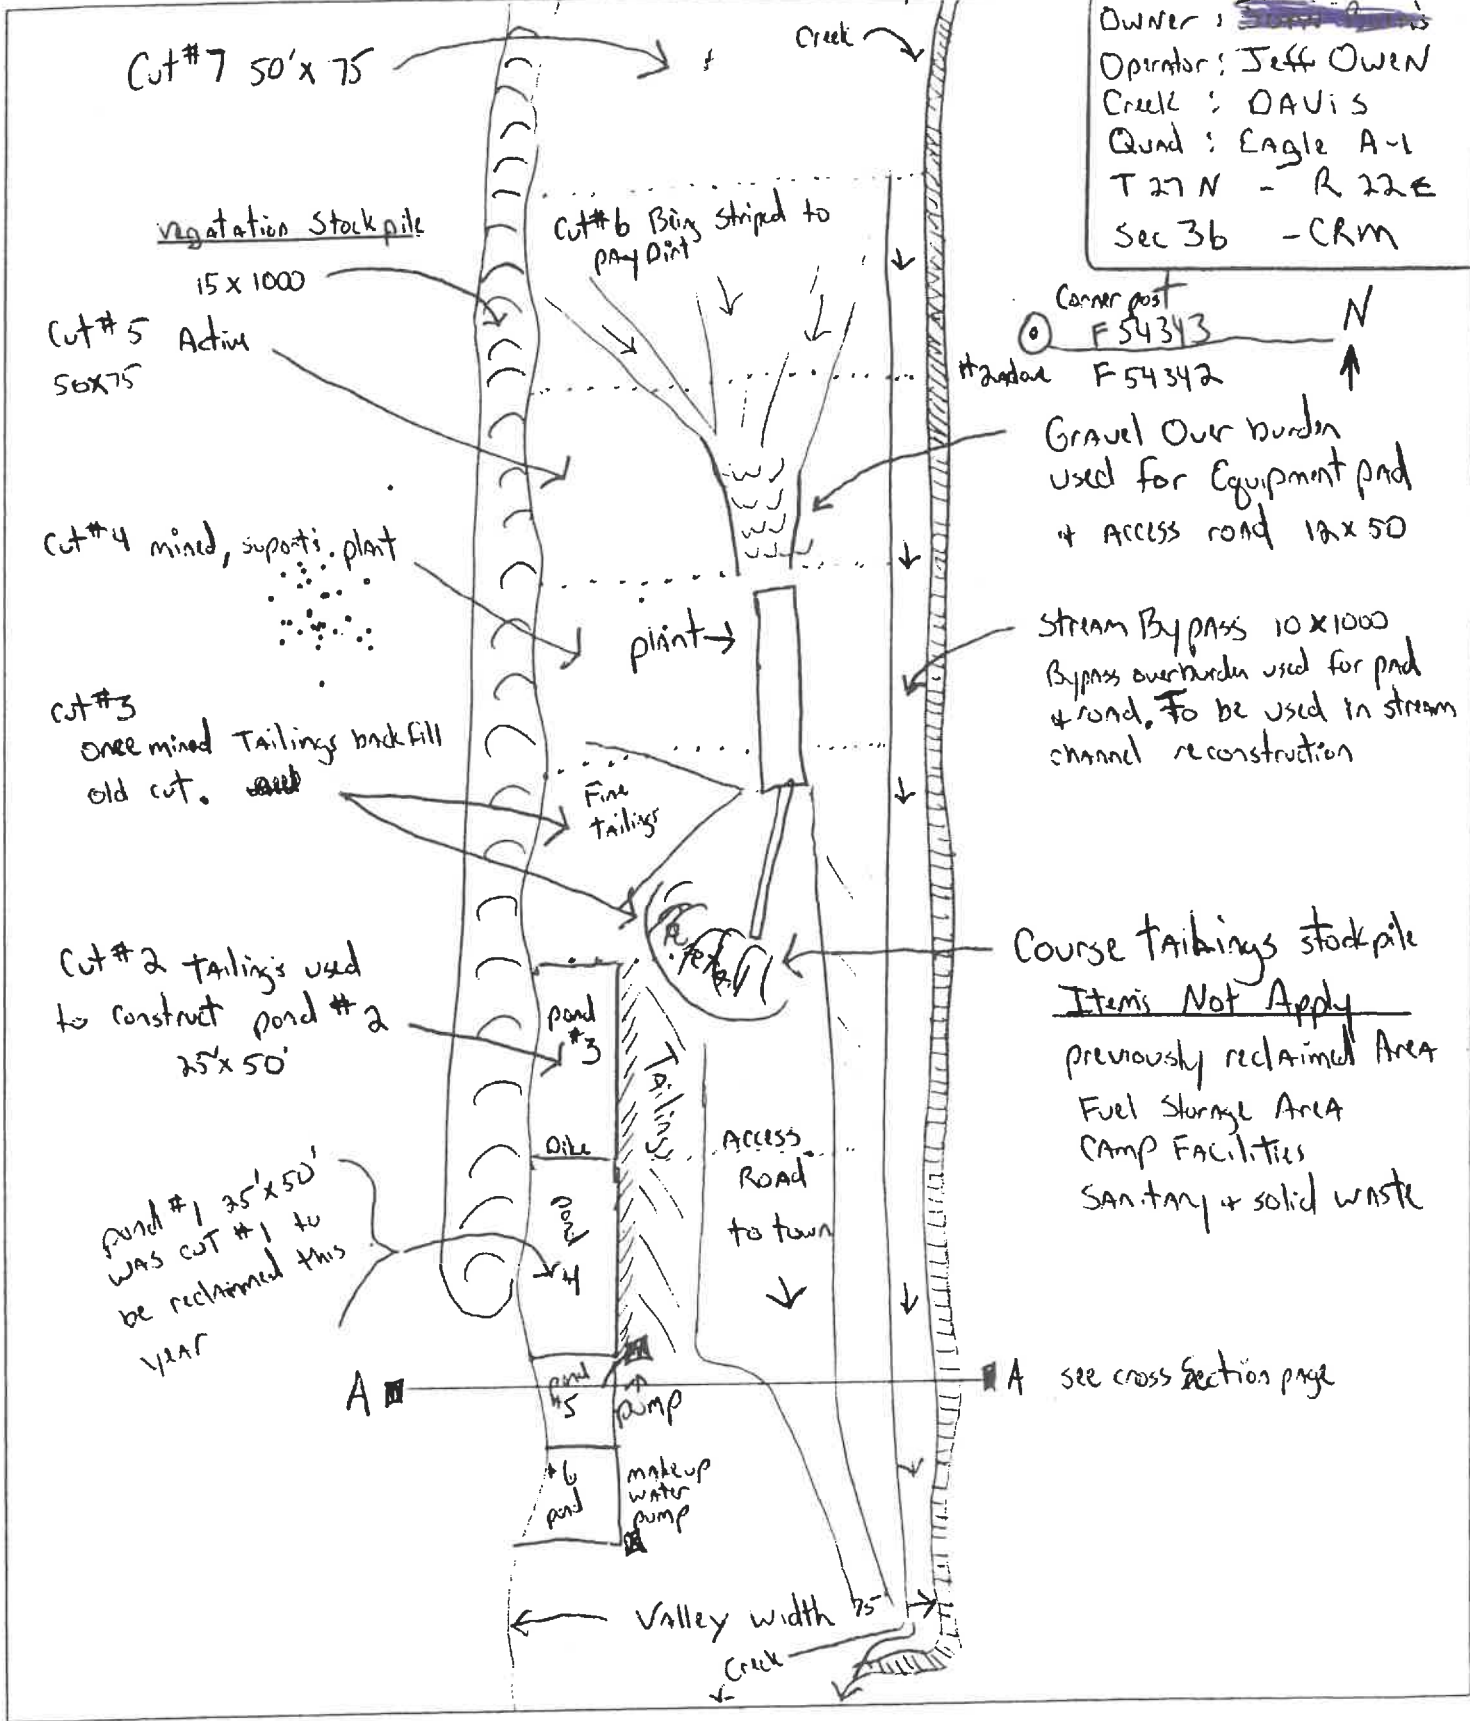 Owner :
Operator : Jeff Owen
Creek : DAVIS
Quad : Eagle A-1
T 27 N - R 22E
Sec 36 - CRM
Creek
Cut #7 50' x 75
vegatation Stockpile
15 x 1000
Cut #6 Being Striped to
pay Dirt
Corner post
F 54343
F 54342
N
Cut #5 Active
50x75
Gravel Over burden
used for Equipment pad
+ Access road 12 x 50
Cut #4 mined, suports. plant
plant
Stream Bypass 10 x 1000
Bypass overburden used for pad
+ road. To be used in stream
channel reconstruction
Cut #3
once mined Tailings backfill
old cut.
Fine
tailings
Course tailings stockpile
Items Not Apply
previously reclaimed Area
Fuel Storage Area
Camp Facilities
Sanitary + solid waste
Cut #2 tailings used
to construct pond #2
25' x 50'
pond
#3
Tailings
Dike
Access
Road
to town
pond
4
pond #1 25' x 50'
was cut #1 to
be reclaimed this
year
A
pond
#5
pump
A see cross section page
#6
pond
makeup
water
pump
Valley width 75'
Creek